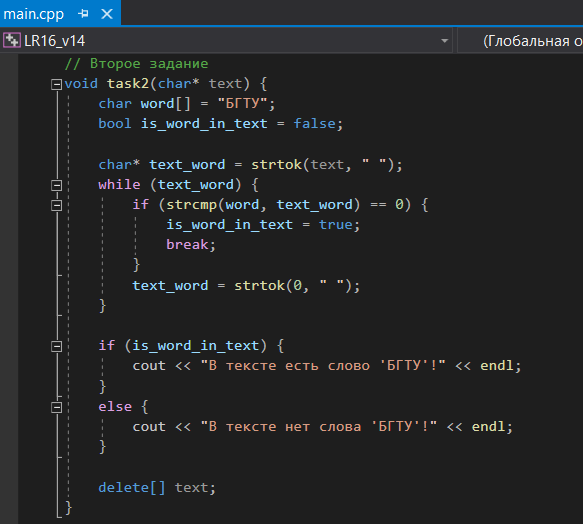 main.cpp
LR16_v14 (Глобальная о
// Второе задание
void task2(char* text) {
    char word[] = "БГТУ";
    bool is_word_in_text = false;

    char* text_word = strtok(text, " ");
    while (text_word) {
        if (strcmp(word, text_word) == 0) {
            is_word_in_text = true;
            break;
        }
        text_word = strtok(0, " ");
    }

    if (is_word_in_text) {
        cout << "В тексте есть слово 'БГТУ'!" << endl;
    }
    else {
        cout << "В тексте нет слова 'БГТУ'!" << endl;
    }

    delete[] text;
}